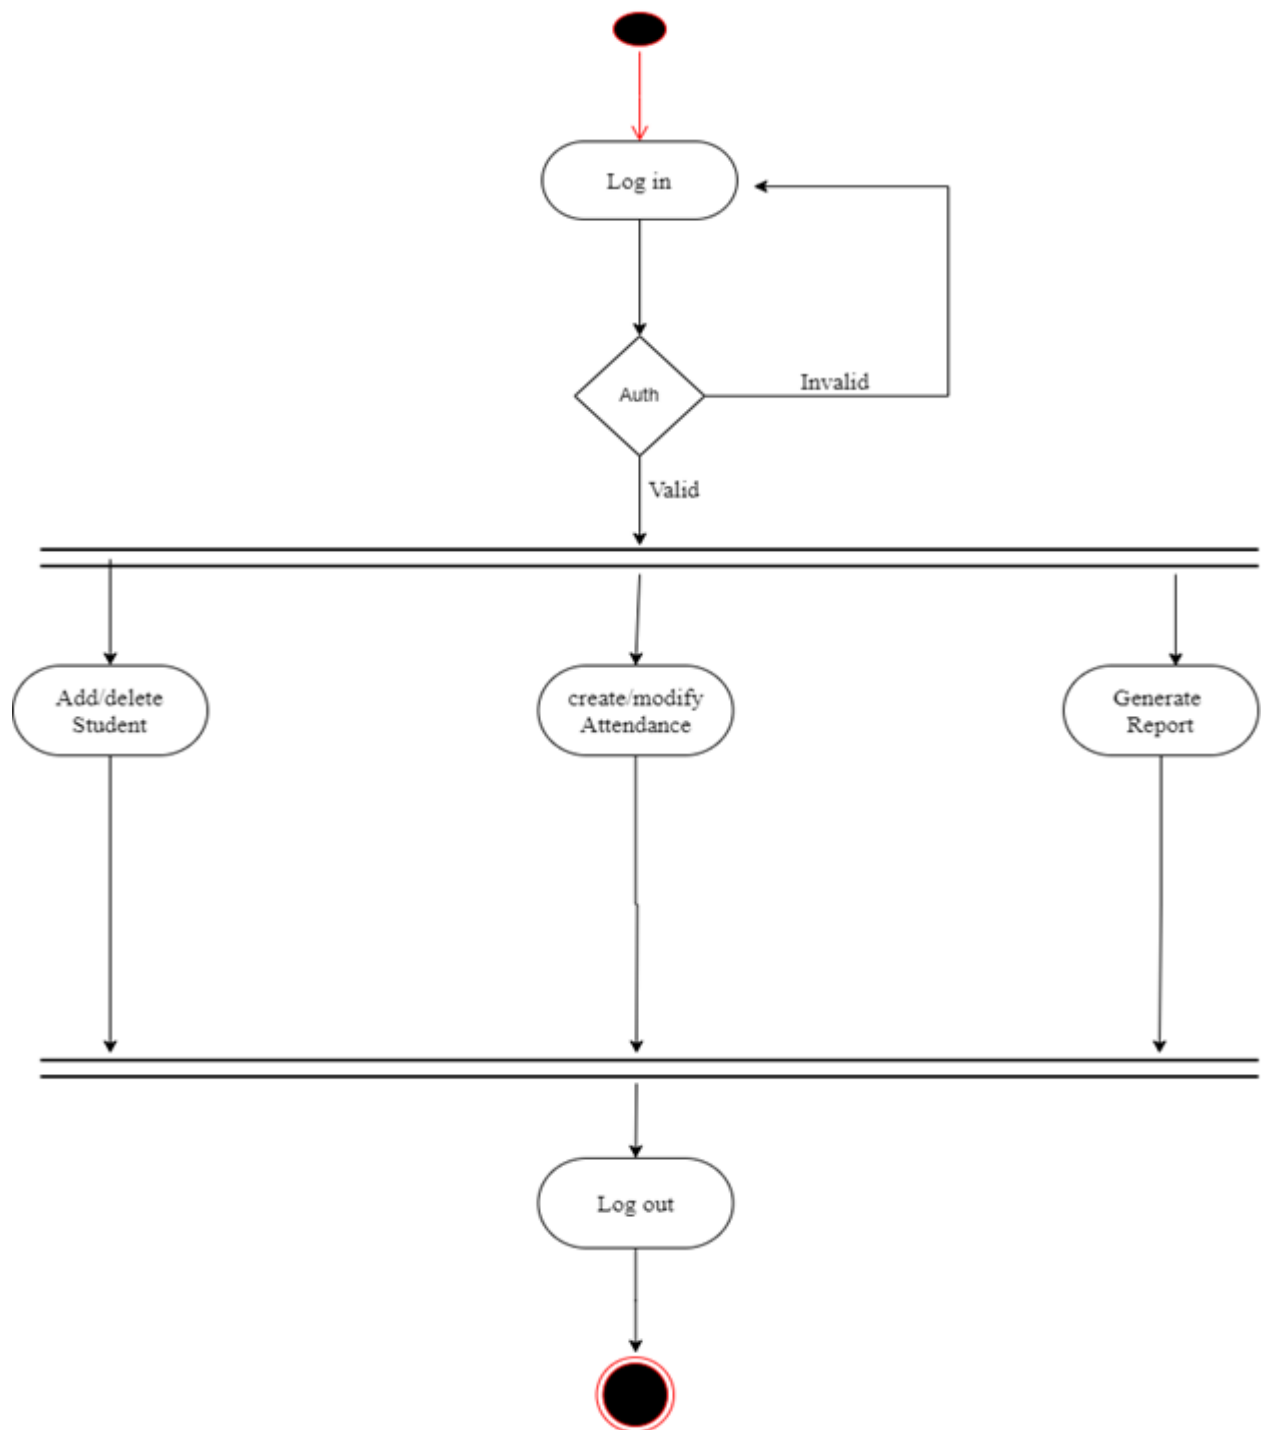 Log in
Auth
Invalid
Valid
Add/delete
Student
create/modify
Attendance
Generate
Report
Log out